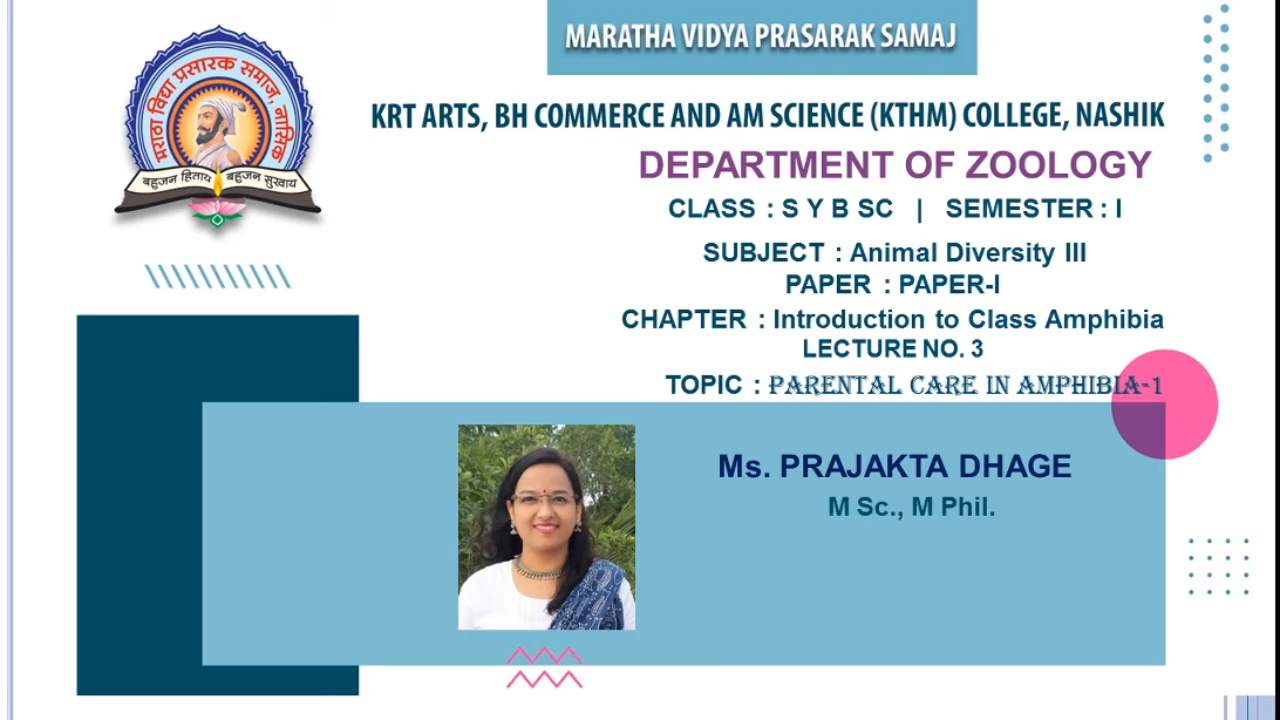 मराठा विद्या प्रसारक समाज, नाशिक
बहुजन हिताय बहुजन सुखाय
MARATHA VIDYA PRASARAK SAMAJ
KRT ARTS, BH COMMERCE AND AM SCIENCE (KTHM) COLLEGE, NASHIK
DEPARTMENT OF ZOOLOGY
CLASS : S Y B SC | SEMESTER : I
SUBJECT : Animal Diversity III
PAPER : PAPER-I
CHAPTER : Introduction to Class Amphibia
LECTURE NO. 3
TOPIC : PARENTAL CARE IN AMPHIBIA-1
Ms. PRAJAKTA DHAGE
M Sc., M Phil.